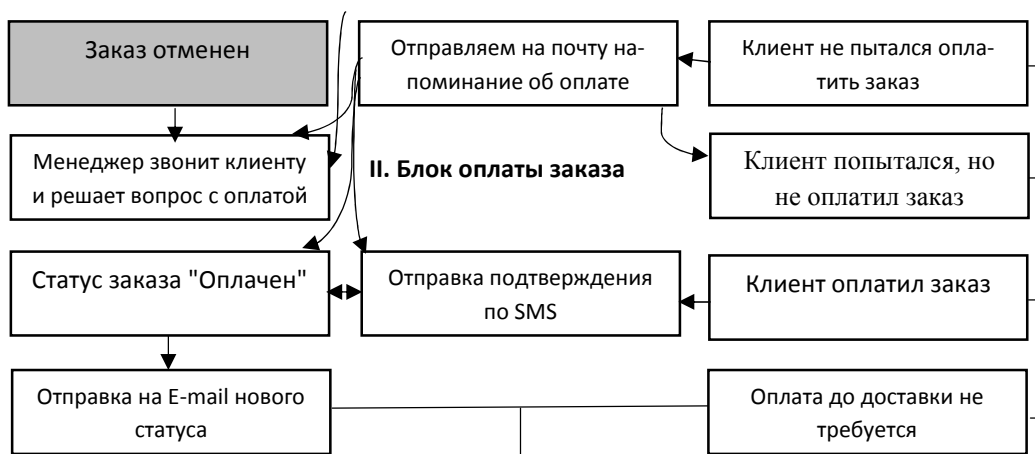 Заказ отменен
Отправляем на почту на-
поминание об оплате
Клиент не пытался опла-
тить заказ
Менеджер звонит клиенту
и решает вопрос с оплатой
II. Блок оплаты заказа
Клиент попытался, но
не оплатил заказ
Статус заказа "Оплачен"
Отправка подтверждения
по SMS
Клиент оплатил заказ
Отправка на E-mail нового
статуса
Оплата до доставки не
требуется